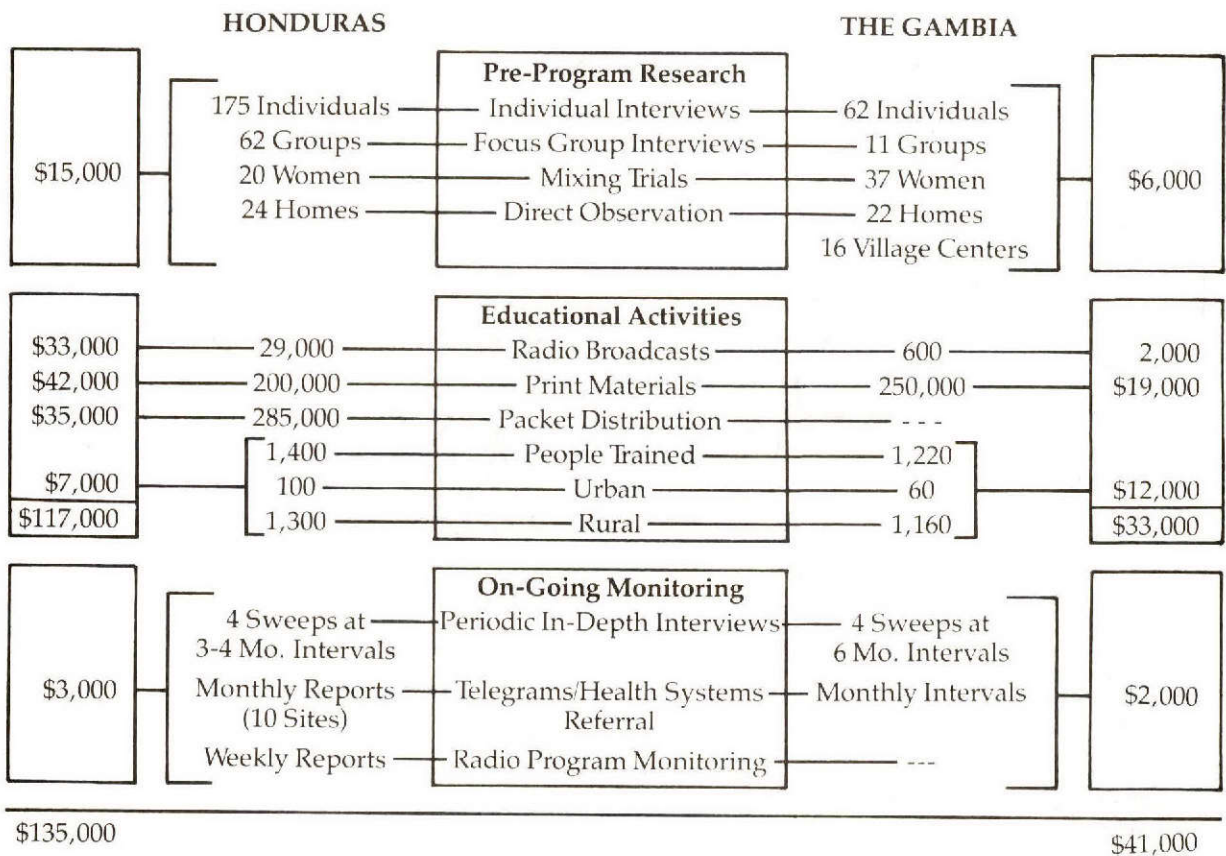 HONDURAS THE GAMBIA
Pre-Program Research
175 Individuals Individual Interviews 62 Individuals
62 Groups Focus Group Interviews 11 Groups
$15,000 20 Women Mixing Trials 37 Women $6,000
24 Homes Direct Observation 22 Homes
16 Village Centers
Educational Activities
$33,000 29,000 Radio Broadcasts 600 2,000
$42,000 200,000 Print Materials 250,000 $19,000
$35,000 285,000 Packet Distribution - - -
1,400 People Trained 1,220
$7,000 100 Urban 60 $12,000
$117,000 1,300 Rural 1,160 $33,000
On-Going Monitoring
4 Sweeps at Periodic In-Depth Interviews 4 Sweeps at
3-4 Mo. Intervals 6 Mo. Intervals
$3,000 Monthly Reports Telegrams/Health Systems Monthly Intervals $2,000
(10 Sites) Referral
Weekly Reports Radio Program Monitoring ---
$135,000 $41,000